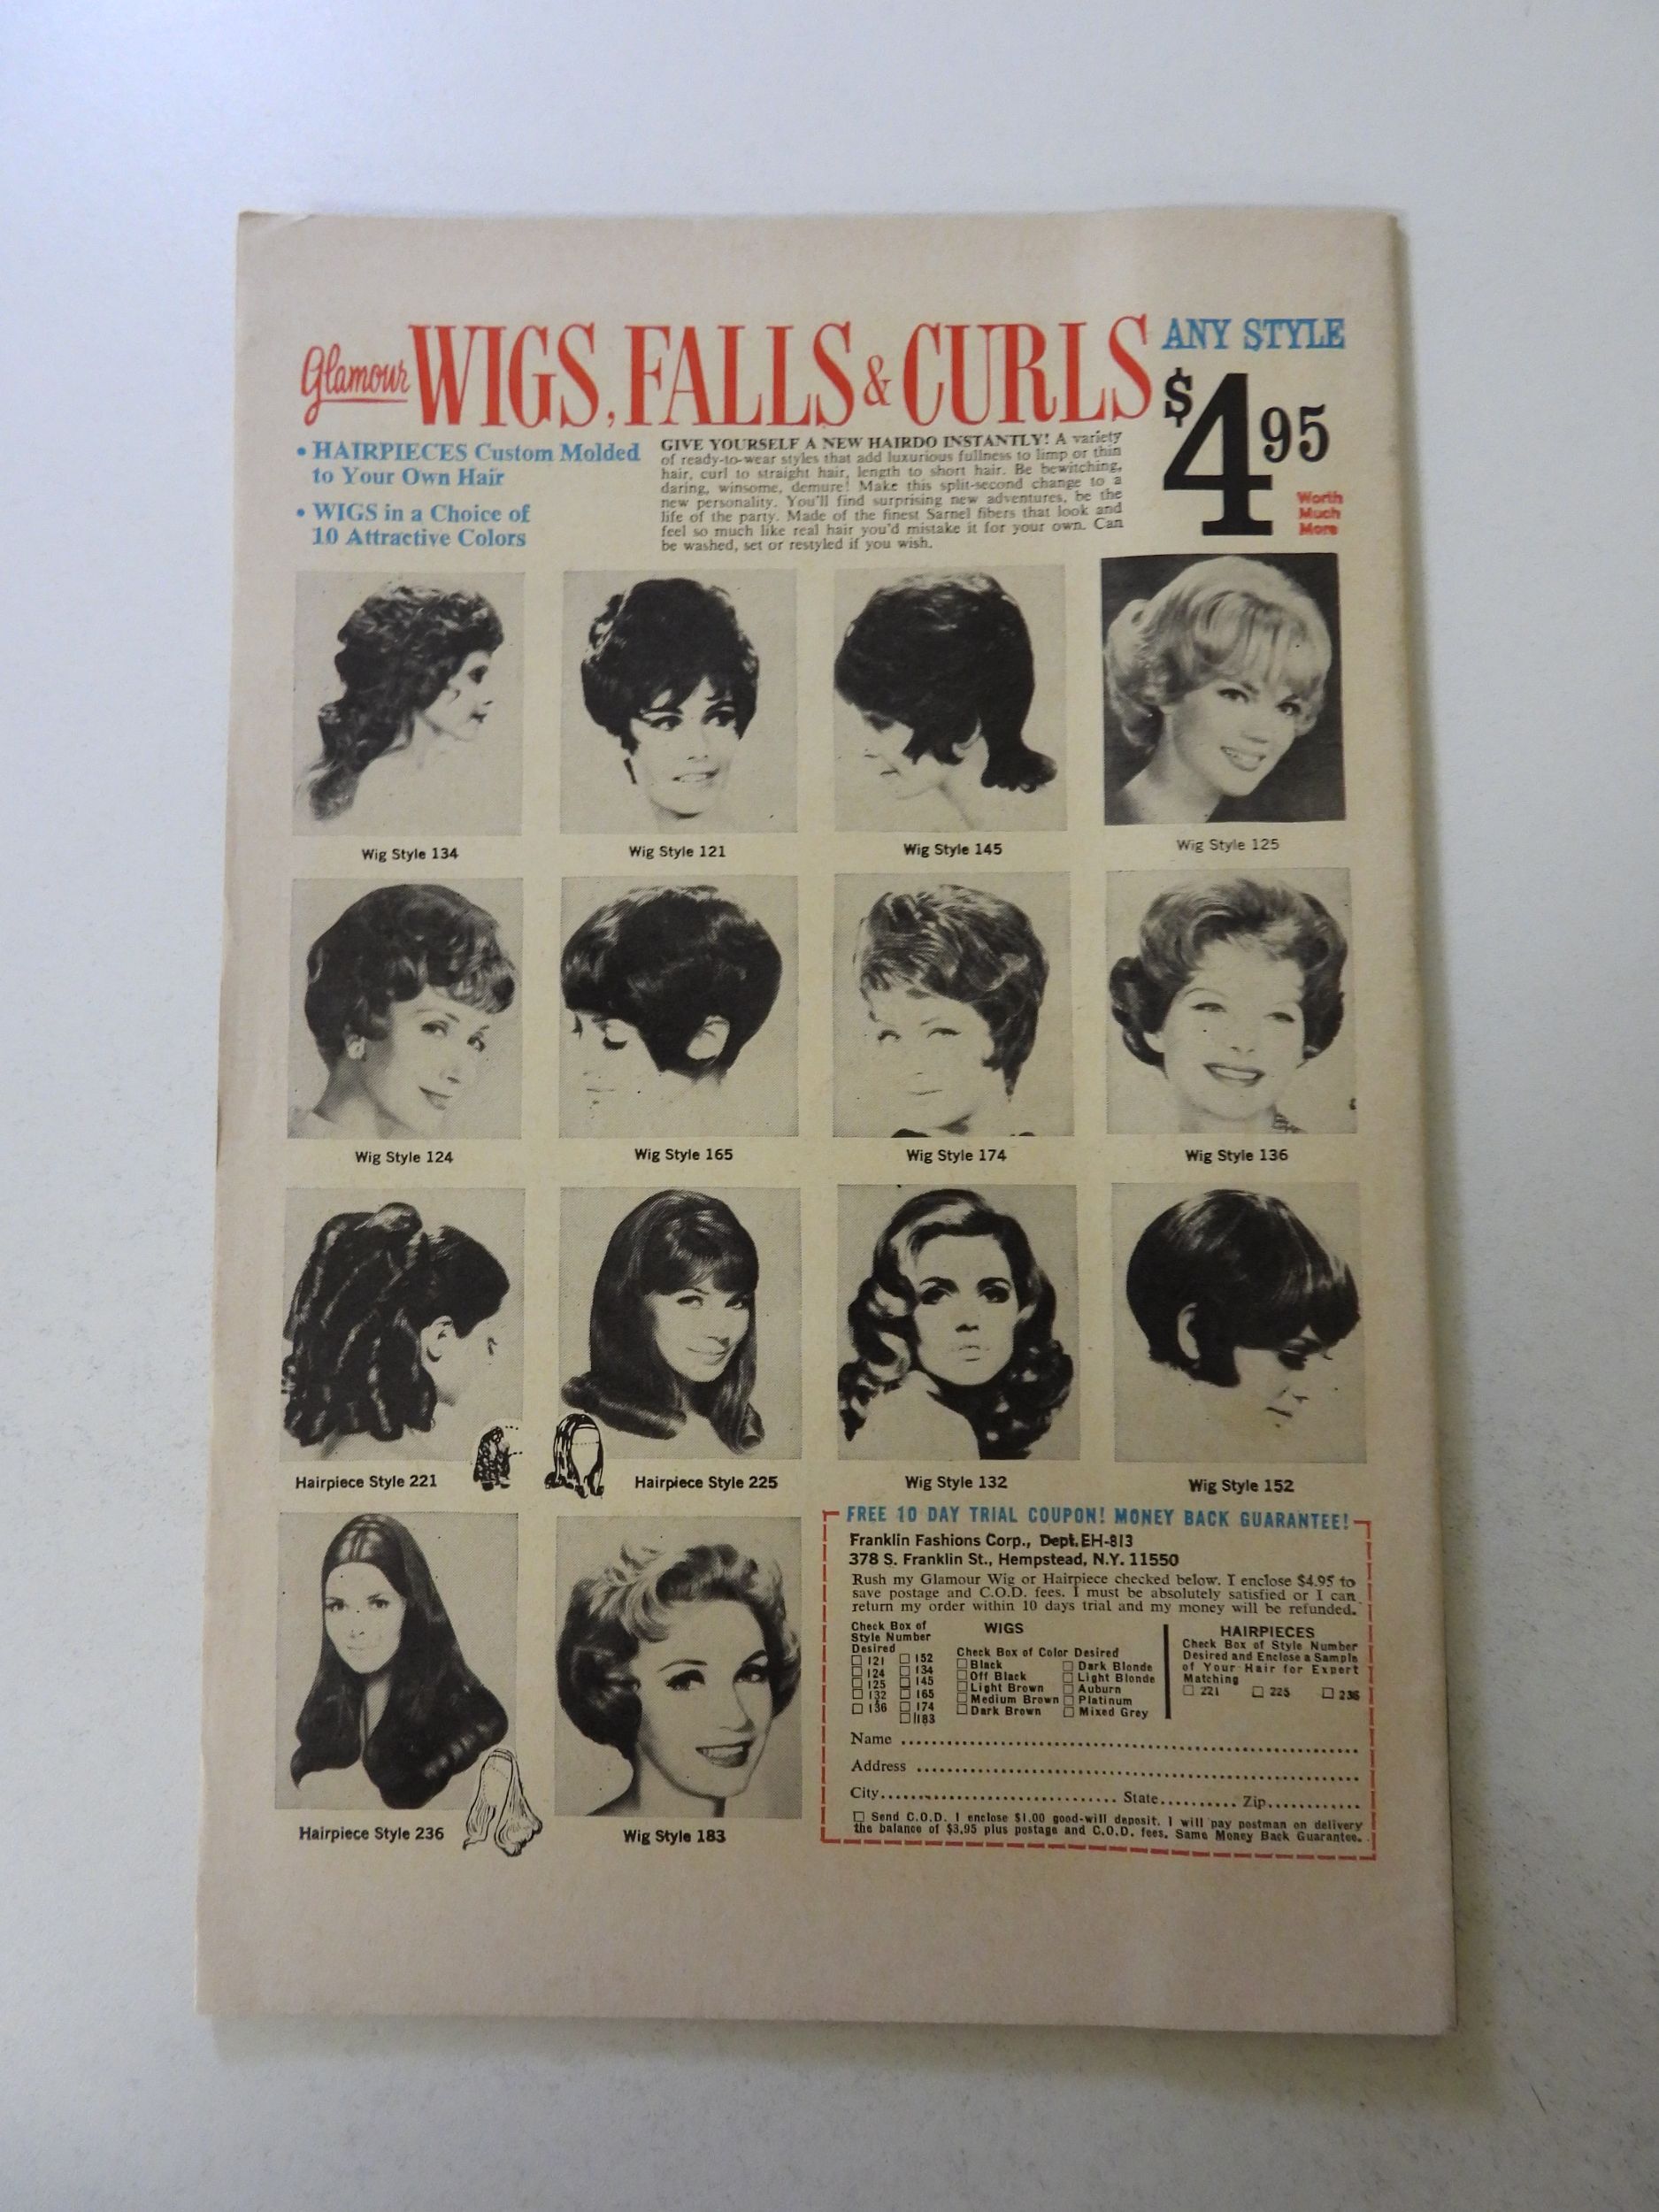 Glamour WIGS, FALLS & CURLS
ANY STYLE
$4 95
Worth
Much
More
• HAIRPIECES Custom Molded
to Your Own Hair
• WIGS in a Choice of
10 Attractive Colors
GIVE YOURSELF A NEW HAIRDO INSTANTLY! A variety
of ready-to-wear styles that add luxurious fullness to limp or thin
hair, curl to straight hair, length to short hair. Be bewitching,
daring, winsome, demure! Make this split-second change to a
new personality. You'll find surprising new adventures, be the
life of the party. Made of the finest Sarnel fibers that look and
feel so much like real hair you'd mistake it for your own. Can
be washed, set or restyled if you wish.
Wig Style 134
Wig Style 121
Wig Style 145
Wig Style 125
Wig Style 124
Wig Style 165
Wig Style 174
Wig Style 136
Hairpiece Style 221
Hairpiece Style 225
Wig Style 132
Wig Style 152
Hairpiece Style 236
Wig Style 183
FREE 10 DAY TRIAL COUPON! MONEY BACK GUARANTEE!
Franklin Fashions Corp., Dept. EH-813
378 S. Franklin St., Hempstead, N.Y. 11550
Rush my Glamour Wig or Hairpiece checked below. I enclose $4.95 to
save postage and C.O.D. fees. I must be absolutely satisfied or I can
return my order within 10 days trial and my money will be refunded.
Check Box of
Style Number
Desired
☐ 121 ☐ 152
☐ 124 ☐ 134
☐ 125 ☐ 145
☐ 132 ☐ 165
☐ 136 ☐ 174
☐ 183
WIGS
Check Box of Color Desired
☐ Black ☐ Dark Blonde
☐ Off Black ☐ Light Blonde
☐ Light Brown ☐ Auburn
☐ Medium Brown ☐ Platinum
☐ Dark Brown ☐ Mixed Grey
HAIRPIECES
Check Box of Style Number
Desired and Enclose a Sample
of Your Hair for Expert
Matching
☐ 221 ☐ 225 ☐ 236
Name
Address
City State Zip
☐ Send C.O.D. I enclose $1.00 good-will deposit. I will pay postman on delivery
the balance of $3.95 plus postage and C.O.D. fees. Same Money Back Guarantee.